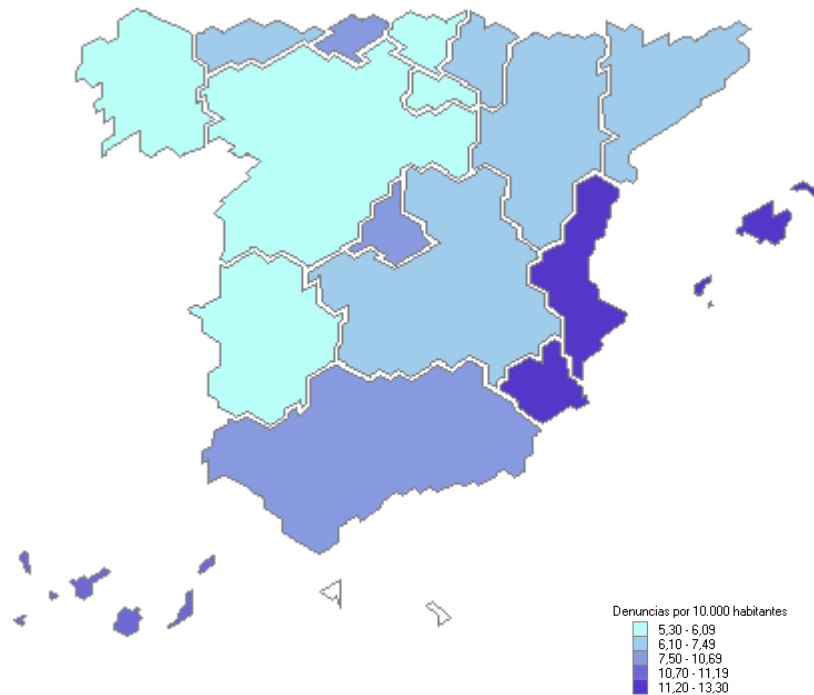 Denuncias por 10.000 habitantes
5,30 - 6,09
6,10 - 7,49
7,50 - 10,69
10,70 - 11,19
11,20 - 13,30